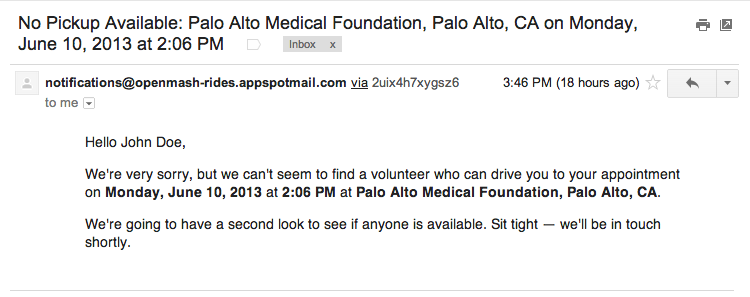 No Pickup Available: Palo Alto Medical Foundation, Palo Alto, CA on Monday,
June 10, 2013 at 2:06 PM Inbox x
notifications@openmash-rides.appspotmail.com via 2uix4h7xygsz6 3:46 PM (18 hours ago)
to me
Hello John Doe,
We're very sorry, but we can't seem to find a volunteer who can drive you to your appointment
on Monday, June 10, 2013 at 2:06 PM at Palo Alto Medical Foundation, Palo Alto, CA.
We're going to have a second look to see if anyone is available. Sit tight — we'll be in touch
shortly.